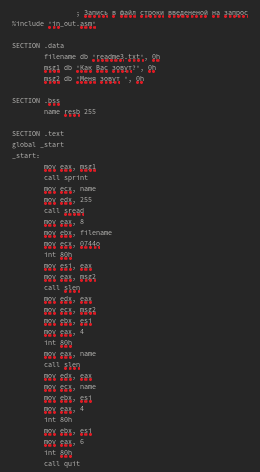 ; Запись в файл строки введененой на запрос
%include 'in_out.asm'
SECTION .data
filename db 'readme3.txt', 0h
msg1 db 'Как Вас зовут?', 0h
msg2 db 'Меня зовут ', 0h
SECTION .bss
name resb 255
SECTION .text
global _start
_start:
mov eax, msg1
call sprint
mov ecx, name
mov edx, 255
call sread
mov eax, 8
mov ebx, filename
mov ecx, 0744o
int 80h
mov esi, eax
mov eax, msg2
call slen
mov edx, eax
mov ecx, msg2
mov ebx, esi
mov eax, 4
int 80h
mov eax, name
call slen
mov edx, eax
mov ecx, name
mov ebx, esi
mov eax, 4
int 80h
mov ebx, esi
mov eax, 6
int 80h
call quit